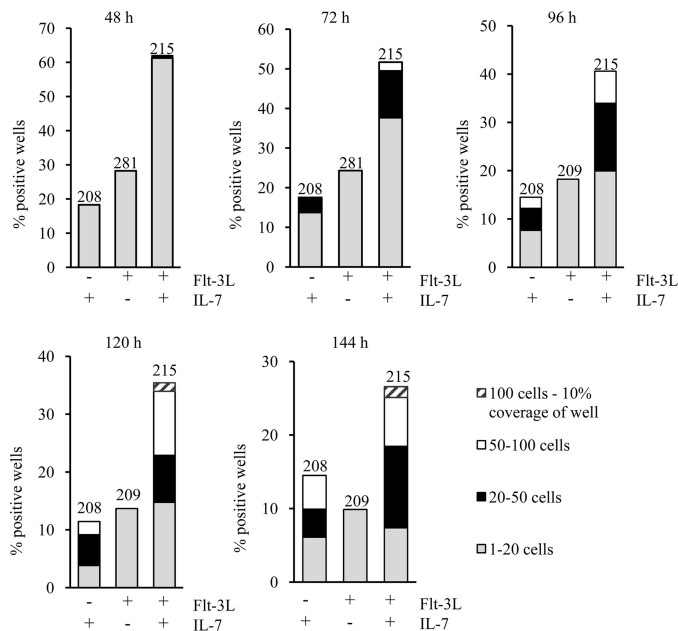 48 h
% positive wells
70
60
50
40
30
20
10
0
208
281
215
- + + Flt-3L
+ - + IL-7
72 h
% positive wells
60
50
40
30
20
10
0
208
281
215
- + + Flt-3L
+ - + IL-7
96 h
% positive wells
50
40
30
20
10
0
208
209
215
- + + Flt-3L
+ - + IL-7
120 h
% positive wells
40
30
20
10
0
208
209
215
- + + Flt-3L
+ - + IL-7
144 h
% positive wells
30
20
10
0
208
209
215
- + + Flt-3L
+ - + IL-7
100 cells - 10%
coverage of well
50-100 cells
20-50 cells
1-20 cells